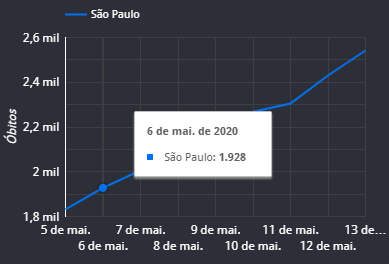 São Paulo
2,6 mil
2,4 mil
2,2 mil
2 mil
1,8 mil
Óbitos
6 de mai. de 2020
São Paulo: 1.928
5 de mai. 7 de mai. 9 de mai. 11 de mai. 13 de...
6 de mai. 8 de mai. 10 de mai. 12 de mai.